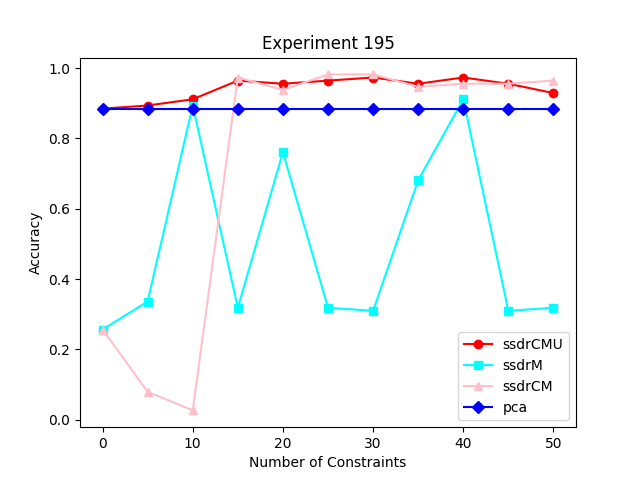 Experiment 195
Accuracy
1.0
0.8
0.6
0.4
0.2
0.0
0 10 20 30 40 50
Number of Constraints
ssdrCMU
ssdrM
ssdrCM
pca